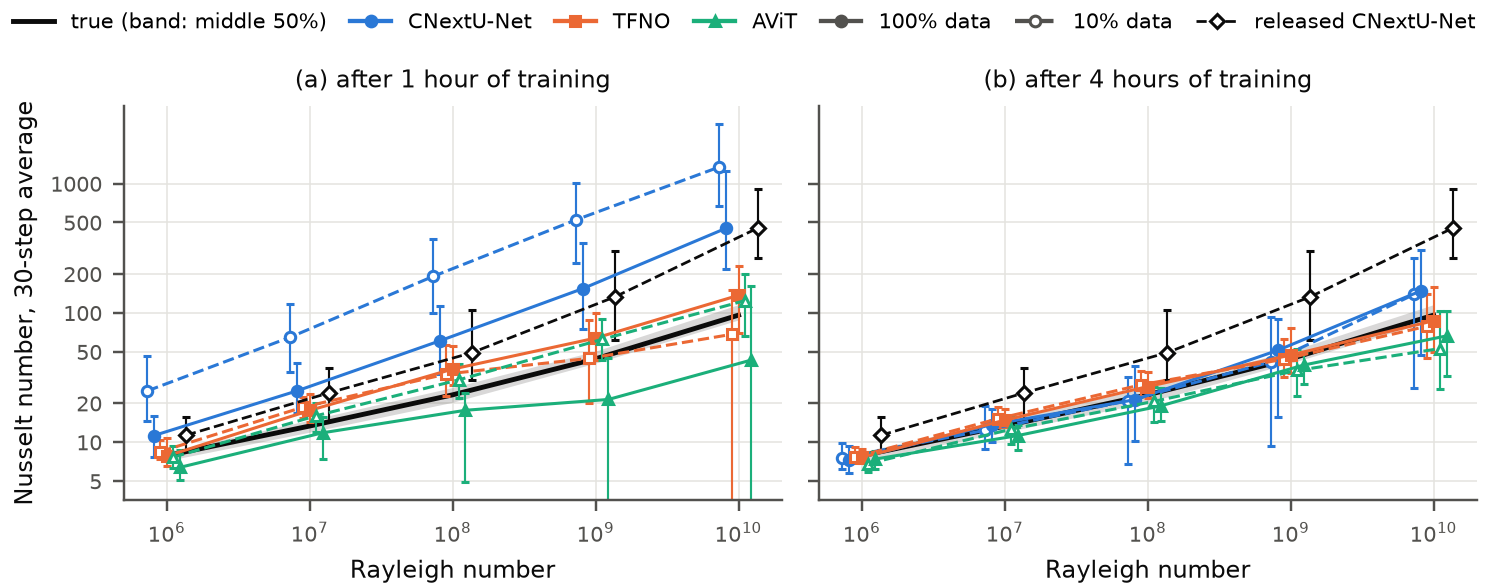 true (band: middle 50%) CNextU-Net TFNO AViT 100% data 10% data released CNextU-Net
(a) after 1 hour of training
(b) after 4 hours of training
Nusselt number, 30-step average
1000
500
200
100
50
20
10
5
10^6 10^7 10^8 10^9 10^10
10^6 10^7 10^8 10^9 10^10
Rayleigh number
Rayleigh number